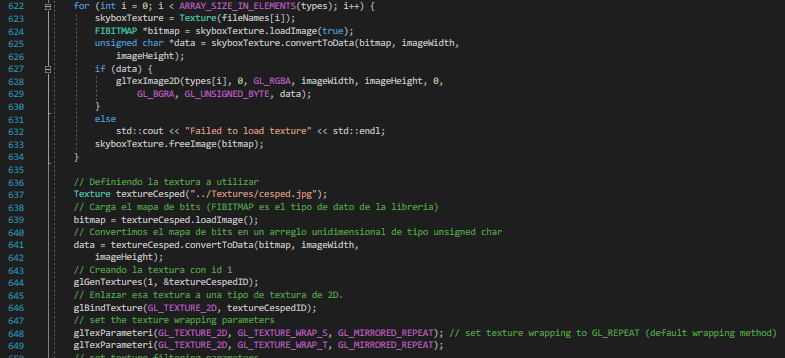 622 for (int i = 0; i < ARRAY_SIZE_IN_ELEMENTS(types); i++) {
623 skyboxTexture = Texture(fileNames[i]);
624 FIBITMAP *bitmap = skyboxTexture.loadImage(true);
625 unsigned char *data = skyboxTexture.convertToData(bitmap, imageWidth,
626 imageHeight);
627 if (data) {
628 glTexImage2D(types[i], 0, GL_RGBA, imageWidth, imageHeight, 0,
629 GL_BGRA, GL_UNSIGNED_BYTE, data);
630 }
631 else
632 std::cout << "Failed to load texture" << std::endl;
633 skyboxTexture.freeImage(bitmap);
634 }
635
636 // Definiendo la textura a utilizar
637 Texture textureCesped("../Textures/cesped.jpg");
638 // Carga el mapa de bits (FIBITMAP es el tipo de dato de la libreria)
639 bitmap = textureCesped.loadImage();
640 // Convertimos el mapa de bits en un arreglo unidimensional de tipo unsigned char
641 data = textureCesped.convertToData(bitmap, imageWidth,
642 imageHeight);
643 // Creando la textura con id 1
644 glGenTextures(1, &textureCespedID);
645 // Enlazar esa textura a una tipo de textura de 2D.
646 glBindTexture(GL_TEXTURE_2D, textureCespedID);
647 // set the texture wrapping parameters
648 glTexParameteri(GL_TEXTURE_2D, GL_TEXTURE_WRAP_S, GL_MIRRORED_REPEAT); // set texture wrapping to GL_REPEAT (default wrapping method)
649 glTexParameteri(GL_TEXTURE_2D, GL_TEXTURE_WRAP_T, GL_MIRRORED_REPEAT);
650 // set texture filtering parameters